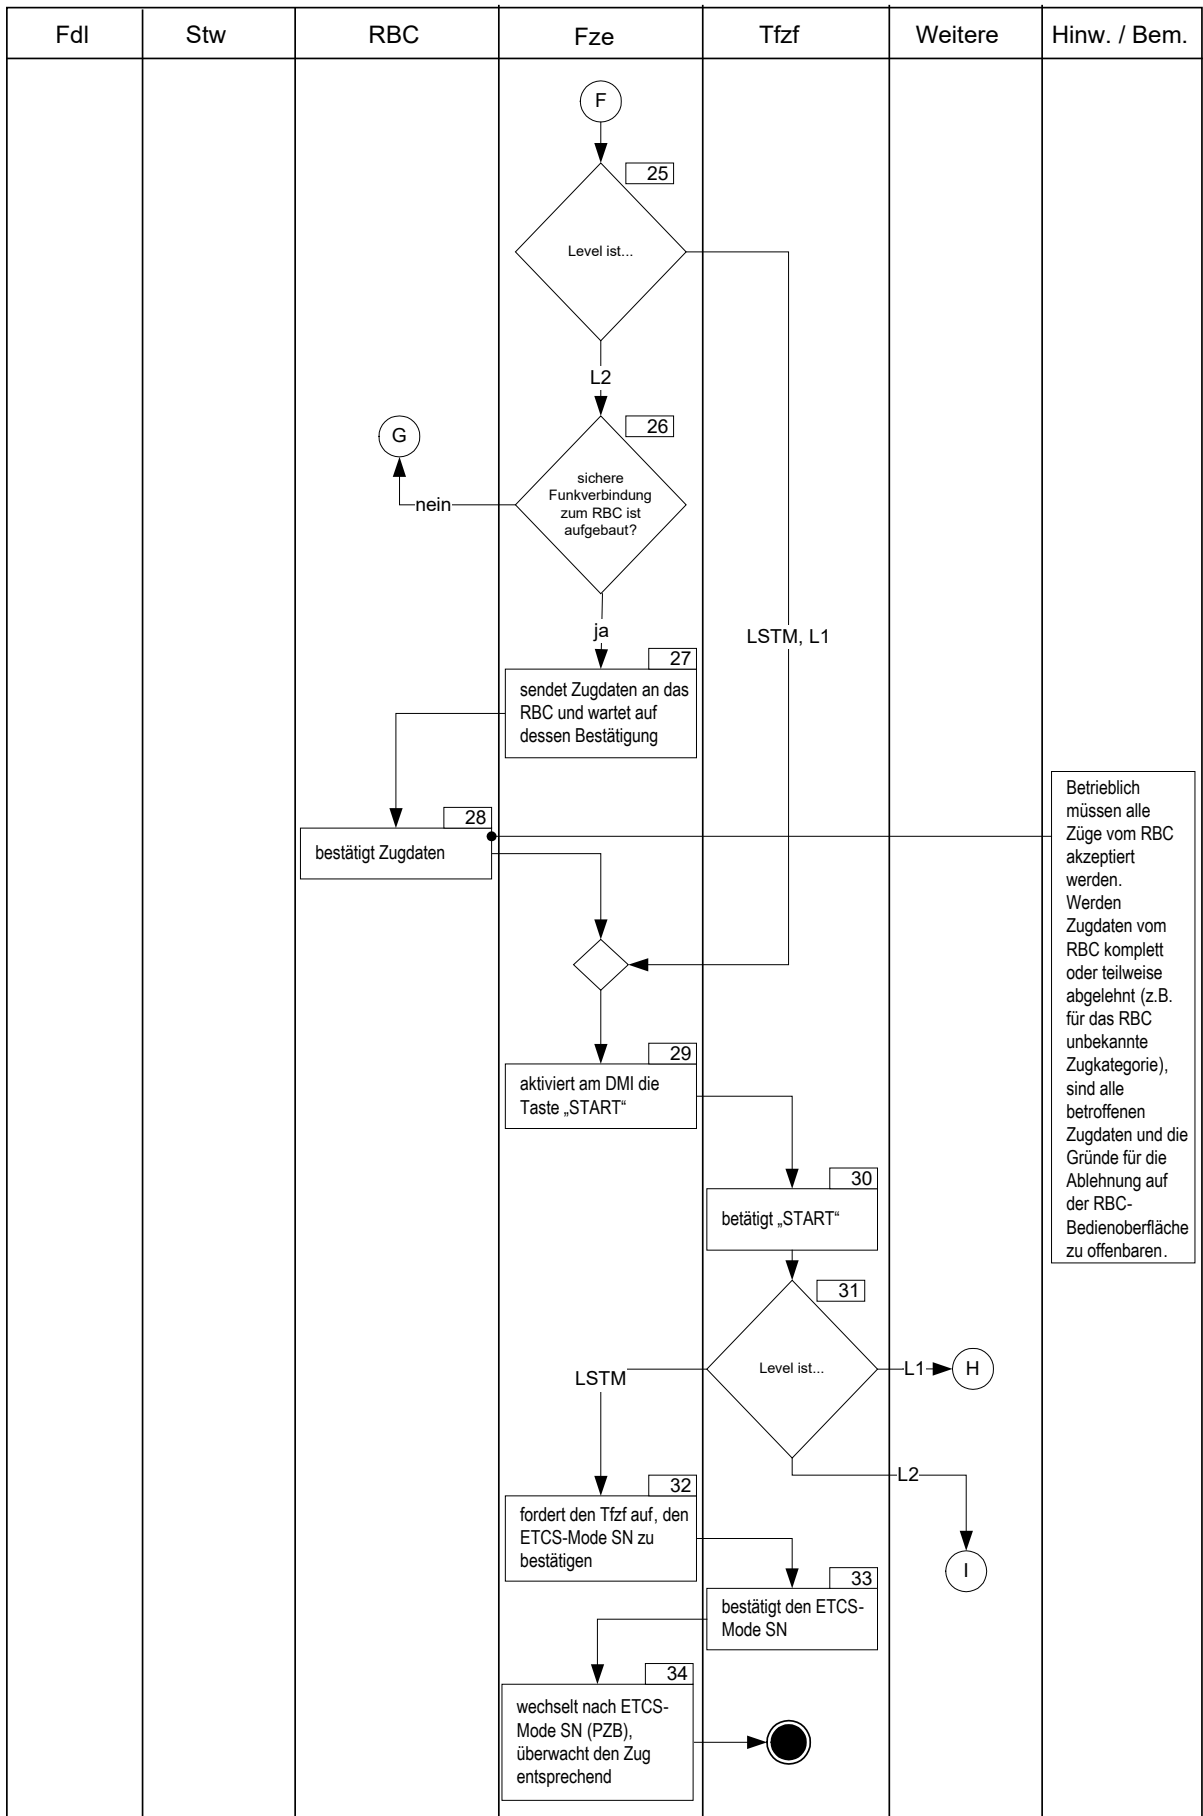 Fdl
Stw
RBC
Fze
Tfzf
Weitere
Hinw. / Bem.
F
25
Level ist...
L2
G
26
sichere
Funkverbindung
zum RBC ist
aufgebaut?
nein
ja
LSTM, L1
27
sendet Zugdaten an das
RBC und wartet auf
dessen Bestätigung
28
bestätigt Zugdaten
Betrieblich
müssen alle
Züge vom RBC
akzeptiert
werden.
Werden
Zugdaten vom
RBC komplett
oder teilweise
abgelehnt (z.B.
für das RBC
unbekannte
Zugkategorie),
sind alle
betroffenen
Zugdaten und die
Gründe für die
Ablehnung auf
der RBC-
Bedienoberfläche
zu offenbaren.
29
aktiviert am DMI die
Taste „START“
30
betätigt „START“
31
Level ist...
LSTM
L1
H
L2
I
32
fordert den Tfzf auf, den
ETCS-Mode SN zu
bestätigen
33
bestätigt den ETCS-
Mode SN
34
wechselt nach ETCS-
Mode SN (PZB),
überwacht den Zug
entsprechend